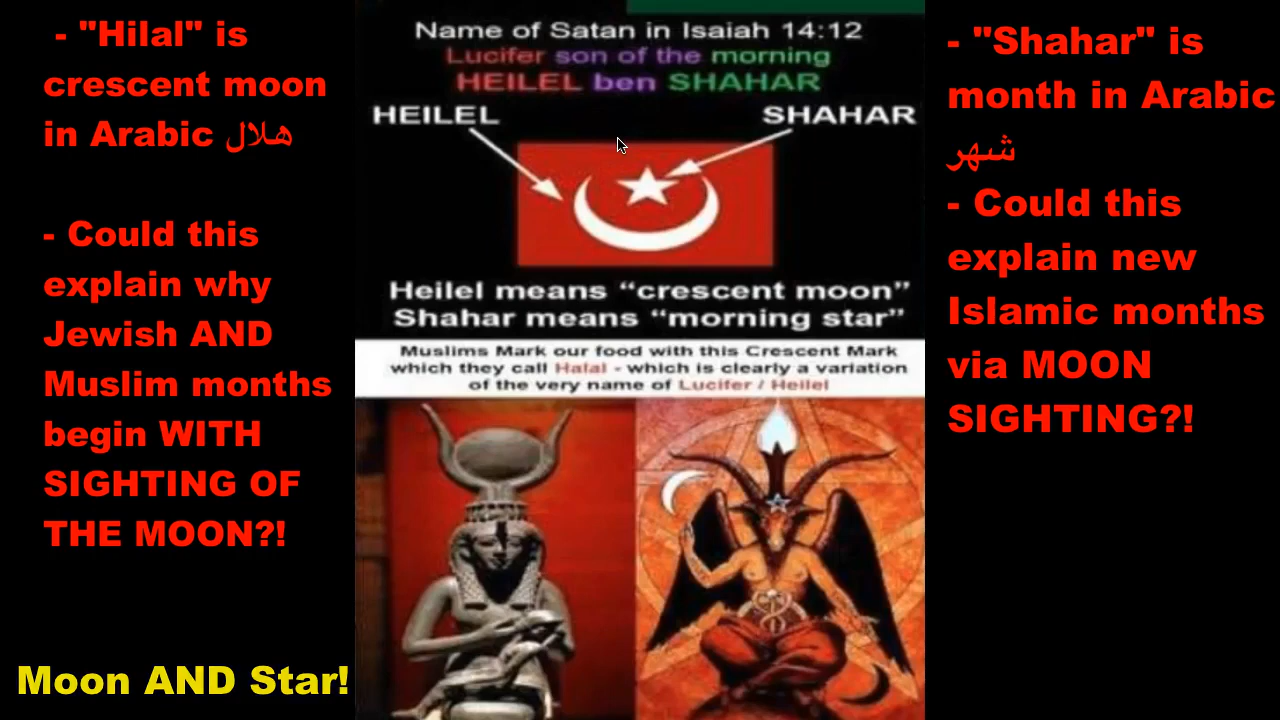 - "Hilal" is
crescent moon
in Arabic هلال
- Could this
explain why
Jewish AND
Muslim months
begin WITH
SIGHTING OF
THE MOON?!
Moon AND Star!
Name of Satan in Isaiah 14:12
Lucifer son of the morning
HEILEL ben SHAHAR
HEILEL
SHAHAR
Heilel means “crescent moon”
Shahar means “morning star”
Muslims Mark our food with this Crescent Mark
which they call Halal - which is clearly a variation
of the very name of Lucifer / Heilel
- "Shahar" is
month in Arabic
شهر
- Could this
explain new
Islamic months
via MOON
SIGHTING?!